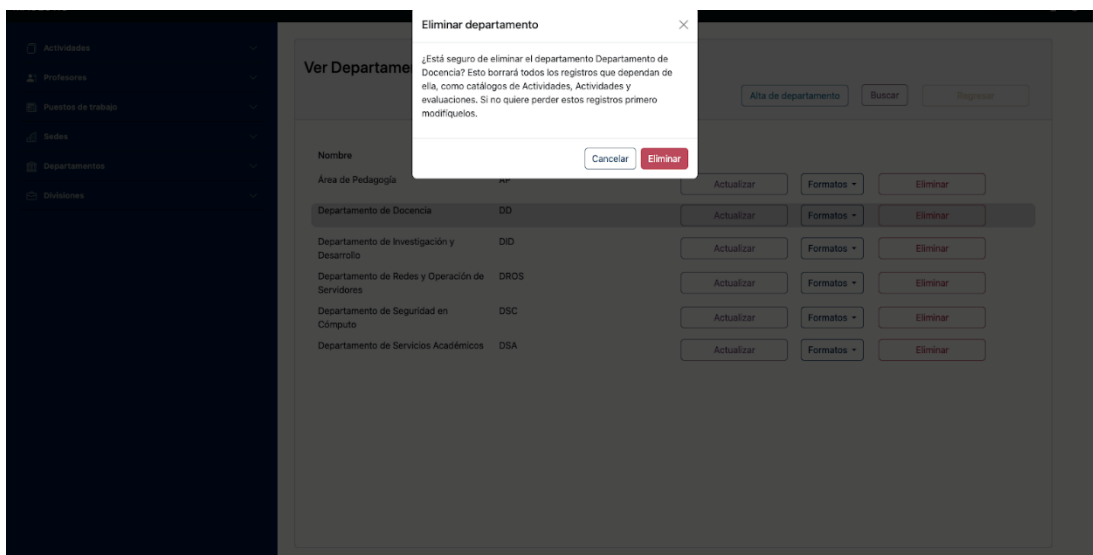 Eliminar departamento
¿Está seguro de eliminar el departamento Departamento de
Docencia? Esto borrará todos los registros que dependan de
ella, como catálogos de Actividades, Actividades y
evaluaciones. Si no quiere perder estos registros primero
modifíquelos.
Cancelar Eliminar
Actividades
Profesores
Puestos de trabajo
Sedes
Departamentos
Divisiones
Ver Departame
Alta de departamento Buscar Regresar
Nombre
Área de Pedagogía AP Actualizar Formatos Eliminar
Departamento de Docencia DD Actualizar Formatos Eliminar
Departamento de Investigación y
Desarrollo
DID Actualizar Formatos Eliminar
Departamento de Redes y Operación de
Servidores
DROS Actualizar Formatos Eliminar
Departamento de Seguridad en
Cómputo
DSC Actualizar Formatos Eliminar
Departamento de Servicios Académicos DSA Actualizar Formatos Eliminar